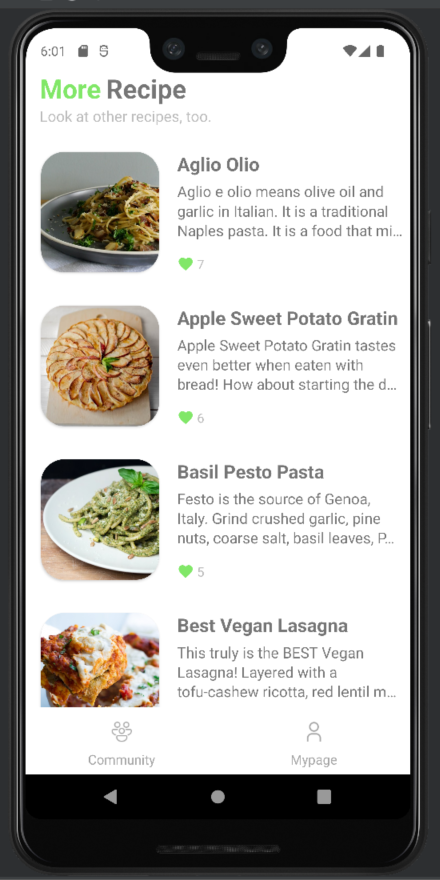 6:01
More Recipe
Look at other recipes, too.
Aglio Olio
Aglio e olio means olive oil and
garlic in Italian. It is a traditional
Naples pasta. It is a food that mi...
7
Apple Sweet Potato Gratin
Apple Sweet Potato Gratin tastes
even better when eaten with
bread! How about starting the d...
6
Basil Pesto Pasta
Festo is the source of Genoa,
Italy. Grind crushed garlic, pine
nuts, coarse salt, basil leaves, P...
5
Best Vegan Lasagna
This truly is the BEST Vegan
Lasagna! Layered with a
tofu-cashew ricotta, red lentil m...
Community
Mypage